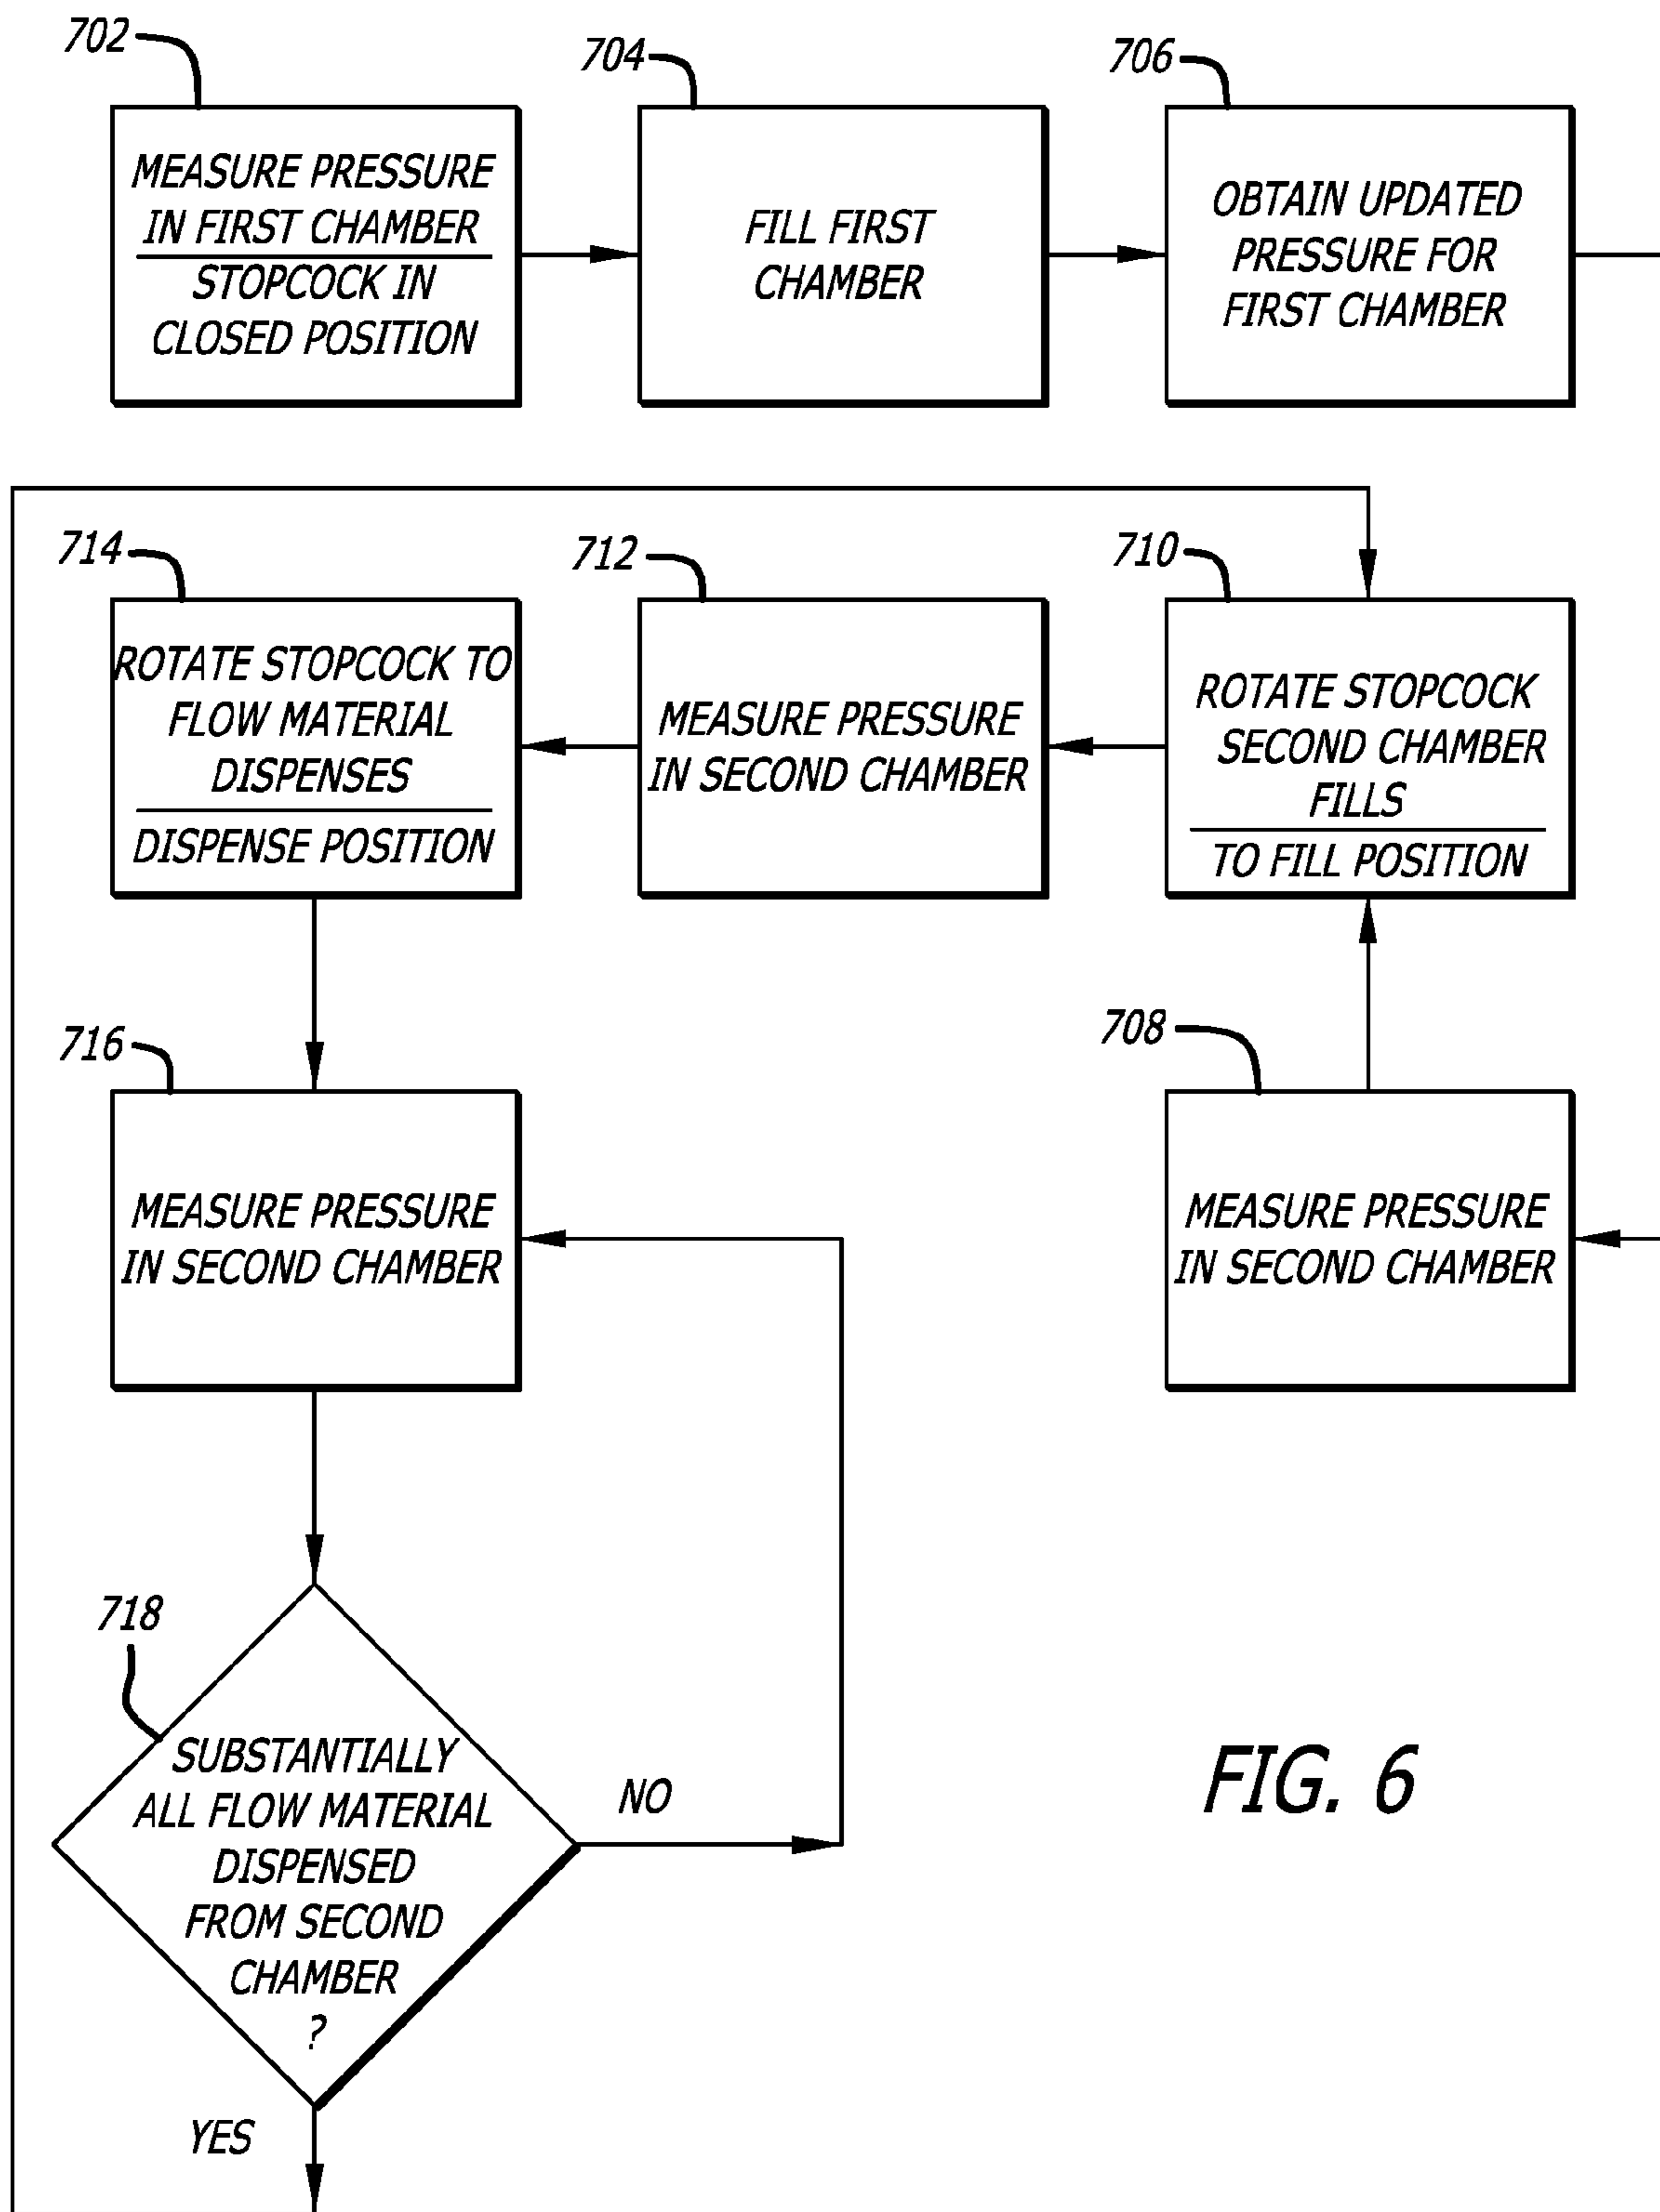 702
MEASURE PRESSURE
IN FIRST CHAMBER
STOPCOCK IN
CLOSED POSITION
704
FILL FIRST
CHAMBER
706
OBTAIN UPDATED
PRESSURE FOR
FIRST CHAMBER
714
ROTATE STOPCOCK TO
FLOW MATERIAL
DISPENSES
DISPENSE POSITION
712
MEASURE PRESSURE
IN SECOND CHAMBER
710
ROTATE STOPCOCK
SECOND CHAMBER
FILLS
TO FILL POSITION
716
MEASURE PRESSURE
IN SECOND CHAMBER
708
MEASURE PRESSURE
IN SECOND CHAMBER
718
SUBSTANTIALLY
ALL FLOW MATERIAL
DISPENSED
FROM SECOND
CHAMBER
?
NO
YES
FIG. 6